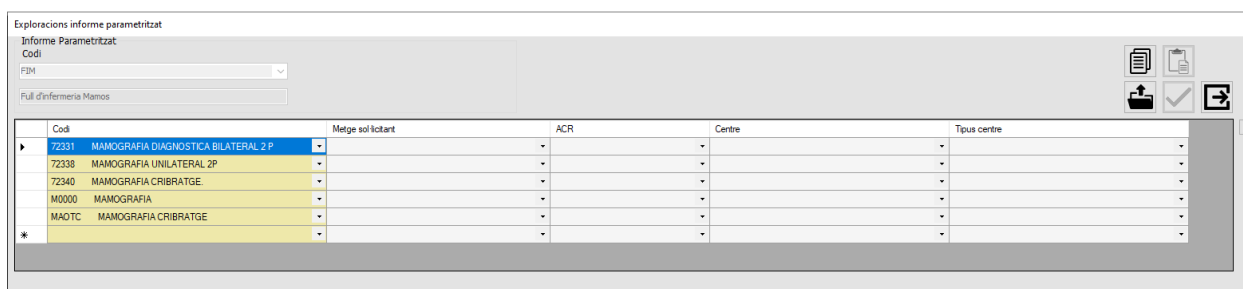 Exploracions informe parametritzat
Informe Parametritzat
Codi
FIM
Full d'infermeria Mamos
Codi Metge sol·licitant ACR Centre Tipus centre
72331 MAMOGRAFIA DIAGNOSTICA BILATERAL 2 P
72338 MAMOGRAFIA UNILATERAL 2P
72340 MAMOGRAFIA CRIBRATGE.
M0000 MAMOGRAFIA
MAOTC MAMOGRAFIA CRIBRATGE